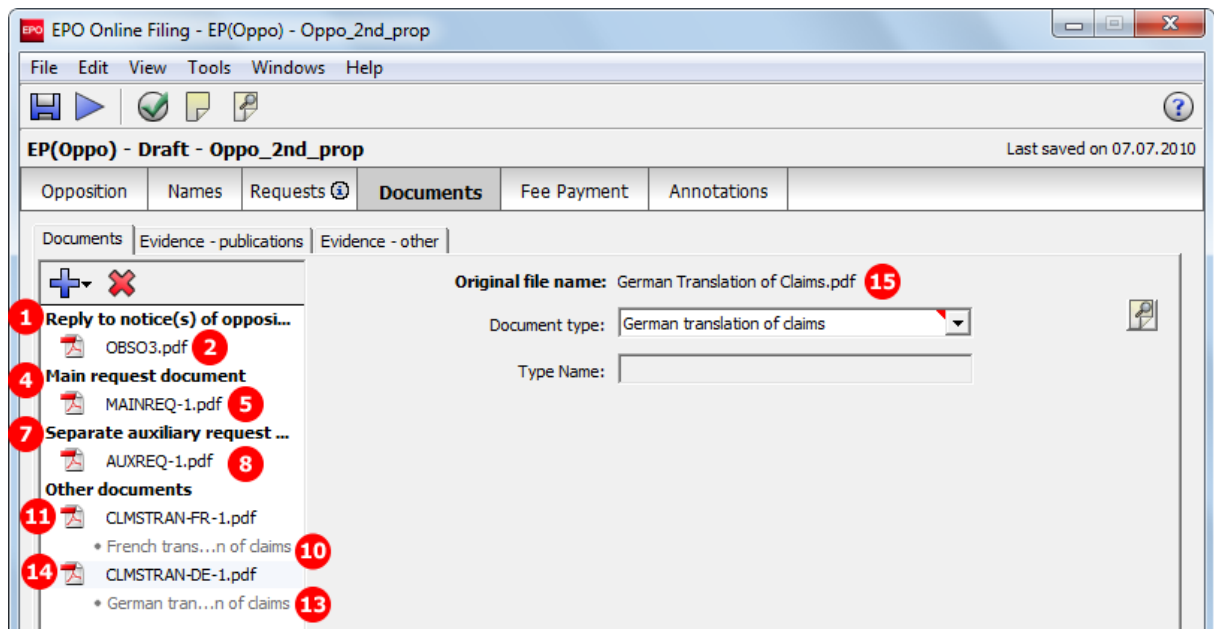 EPO EPO Online Filing - EP(Oppo) - Oppo_2nd_prop X
File Edit View Tools Windows Help
?
EP(Oppo) - Draft - Oppo_2nd_prop Last saved on 07.07.2010
Opposition Names Requests i Documents Fee Payment Annotations
Documents Evidence - publications Evidence - other
Original file name: German Translation of Claims.pdf 15
1 Reply to notice(s) of opposi...
Document type: German translation of claims
OBSO3.pdf 2
4 Main request document
Type Name:
MAINREQ-1.pdf 5
7 Separate auxiliary request ...
AUXREQ-1.pdf 8
Other documents
11 CLMSTRAN-FR-1.pdf
• French trans...n of claims 10
14 CLMSTRAN-DE-1.pdf
• German tran...n of claims 13